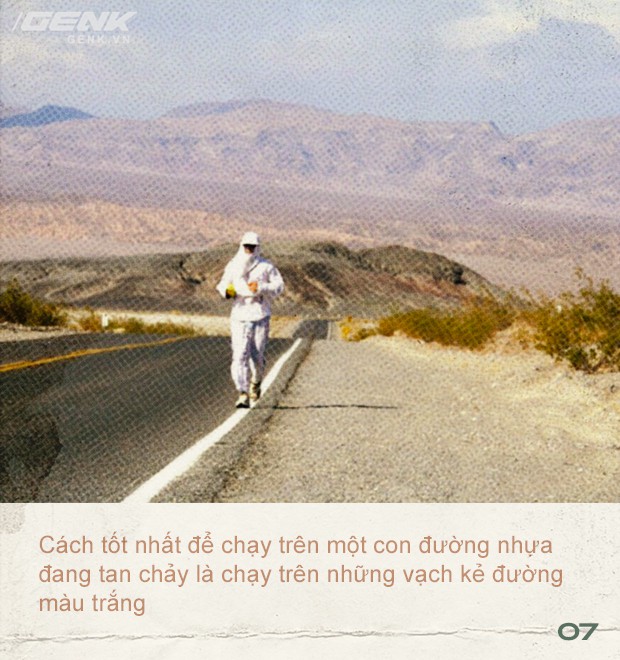 GENK
GENK.VN
Cách tốt nhất để chạy trên một con đường nhựa
đang tan chảy là chạy trên những vạch kẻ đường
màu trắng
07